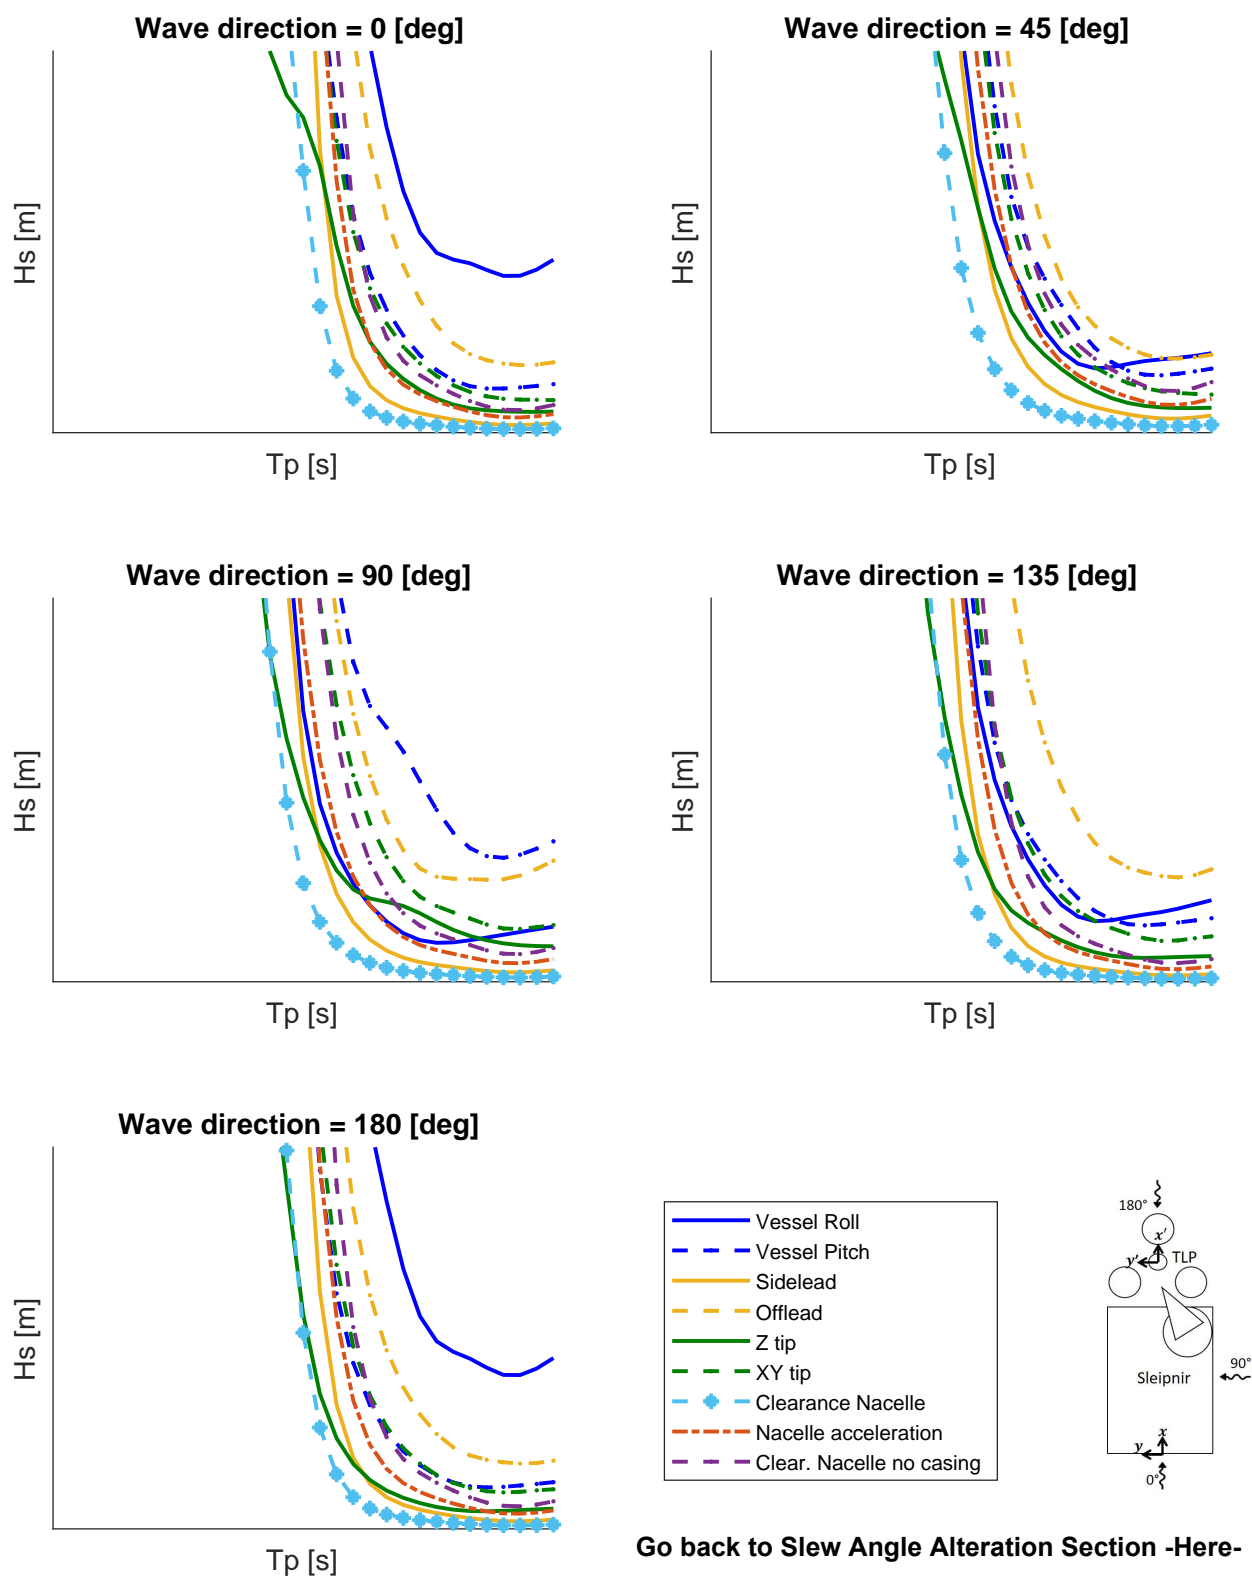 Wave direction = 0 [deg]
Hs [m]
Tp [s]
Wave direction = 45 [deg]
Hs [m]
Tp [s]
Wave direction = 90 [deg]
Hs [m]
Tp [s]
Wave direction = 135 [deg]
Hs [m]
Tp [s]
Wave direction = 180 [deg]
Hs [m]
Tp [s]
Vessel Roll
Vessel Pitch
Sidelead
Offlead
Z tip
XY tip
Clearance Nacelle
Nacelle acceleration
Clear. Nacelle no casing
180°
x'
y'
TLP
90°
Sleipnir
x
y
0°
Go back to Slew Angle Alteration Section -Here-